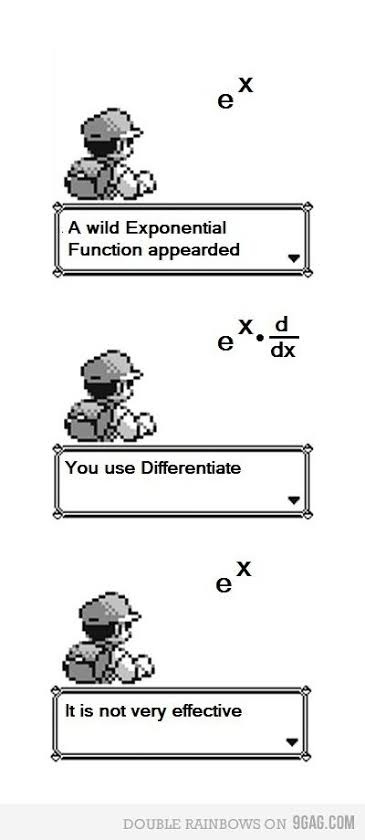 e^x
A wild Exponential
Function appearded
e^x · d/dx
You use Differentiate
e^x
It is not very effective
DOUBLE RAINBOWS ON 9GAG.COM